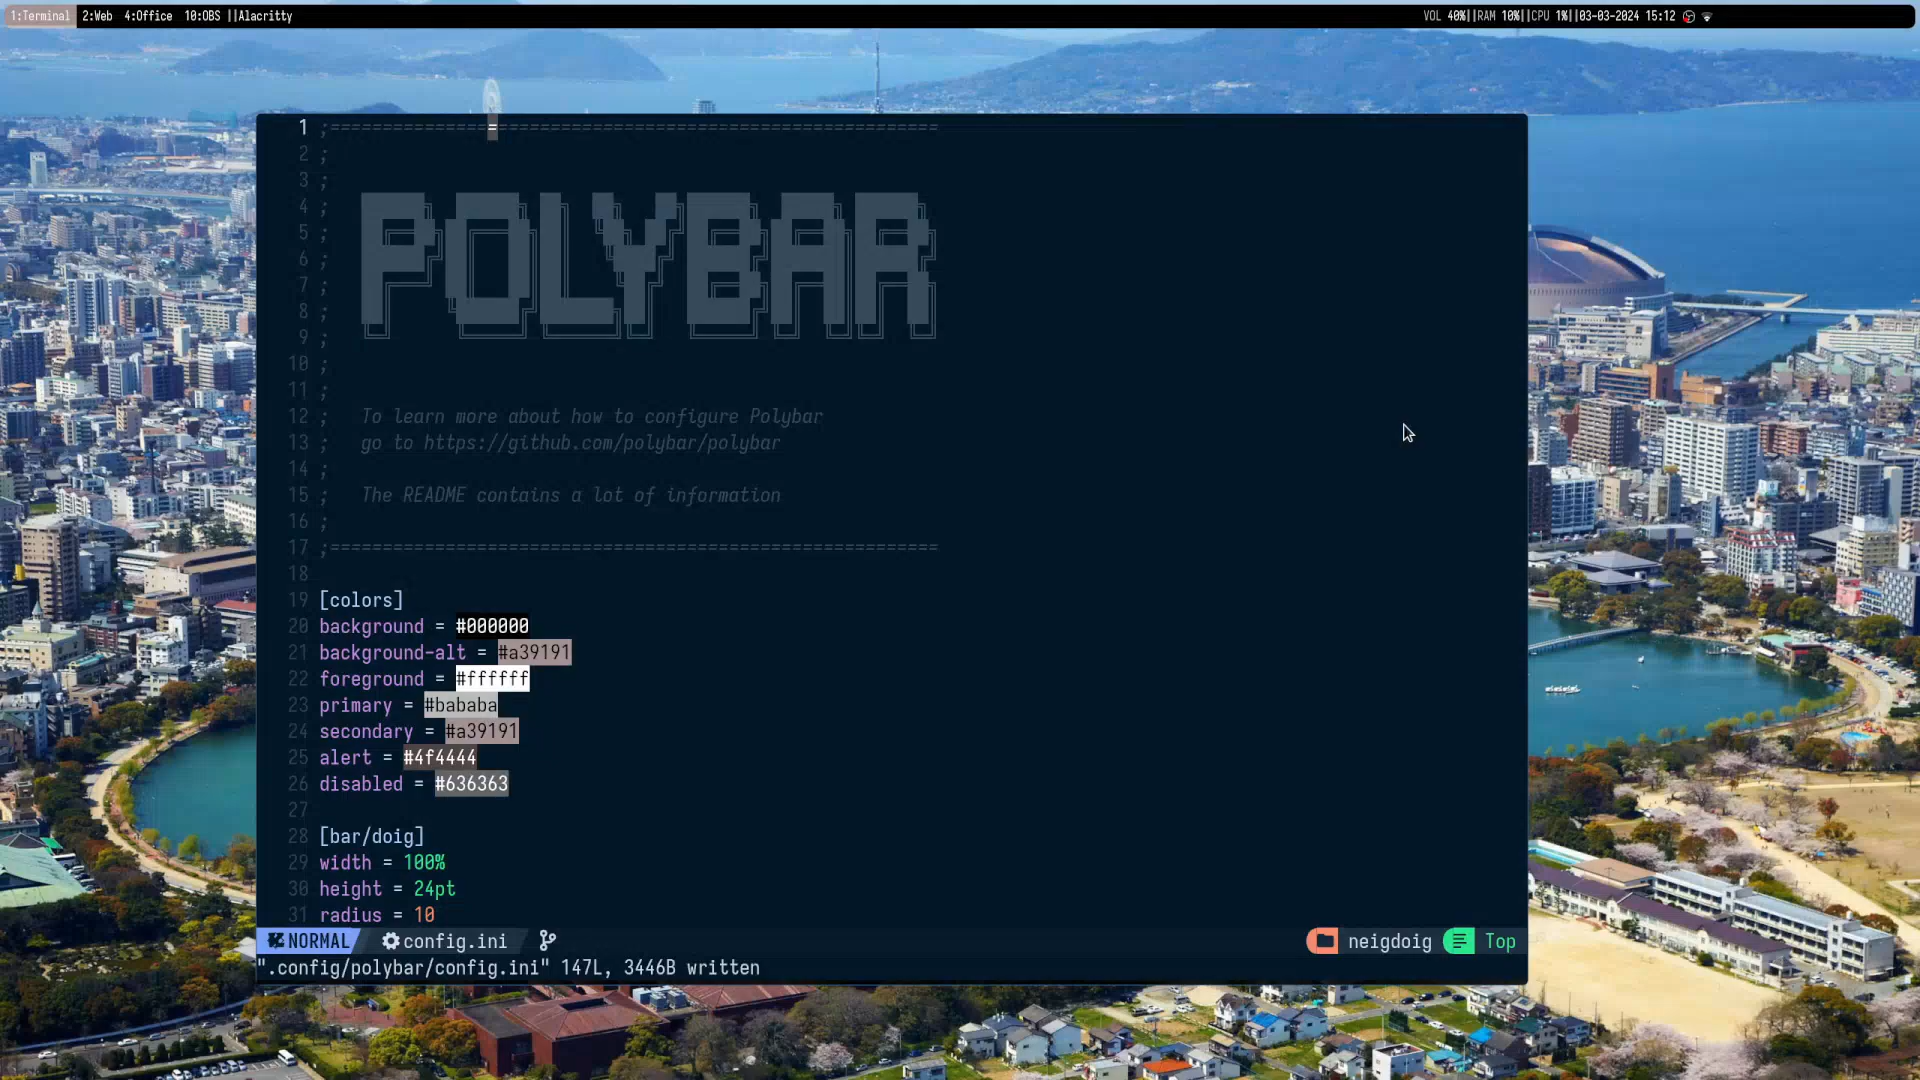 1:Terminal 2:Web 4:Office 10:OBS ||Alacritty
VOL 40%||RAM 10%||CPU 1%||03-03-2024 15:12
1 ;==========================================================
2 ;
3 ;
4 ;
5 ;
6 ; POLYBAR
7 ;
8 ;
9 ;
10 ;
11 ;
12 ; To learn more about how to configure Polybar
13 ; go to https://github.com/polybar/polybar
14 ;
15 ; The README contains a lot of information
16 ;
17 ;==========================================================
18
19 [colors]
20 background = #000000
21 background-alt = #a39191
22 foreground = #ffffff
23 primary = #bababa
24 secondary = #a39191
25 alert = #4f4444
26 disabled = #636363
27
28 [bar/doig]
29 width = 100%
30 height = 24pt
31 radius = 10
NORMAL config.ini neigdoig Top
".config/polybar/config.ini" 147L, 3446B written